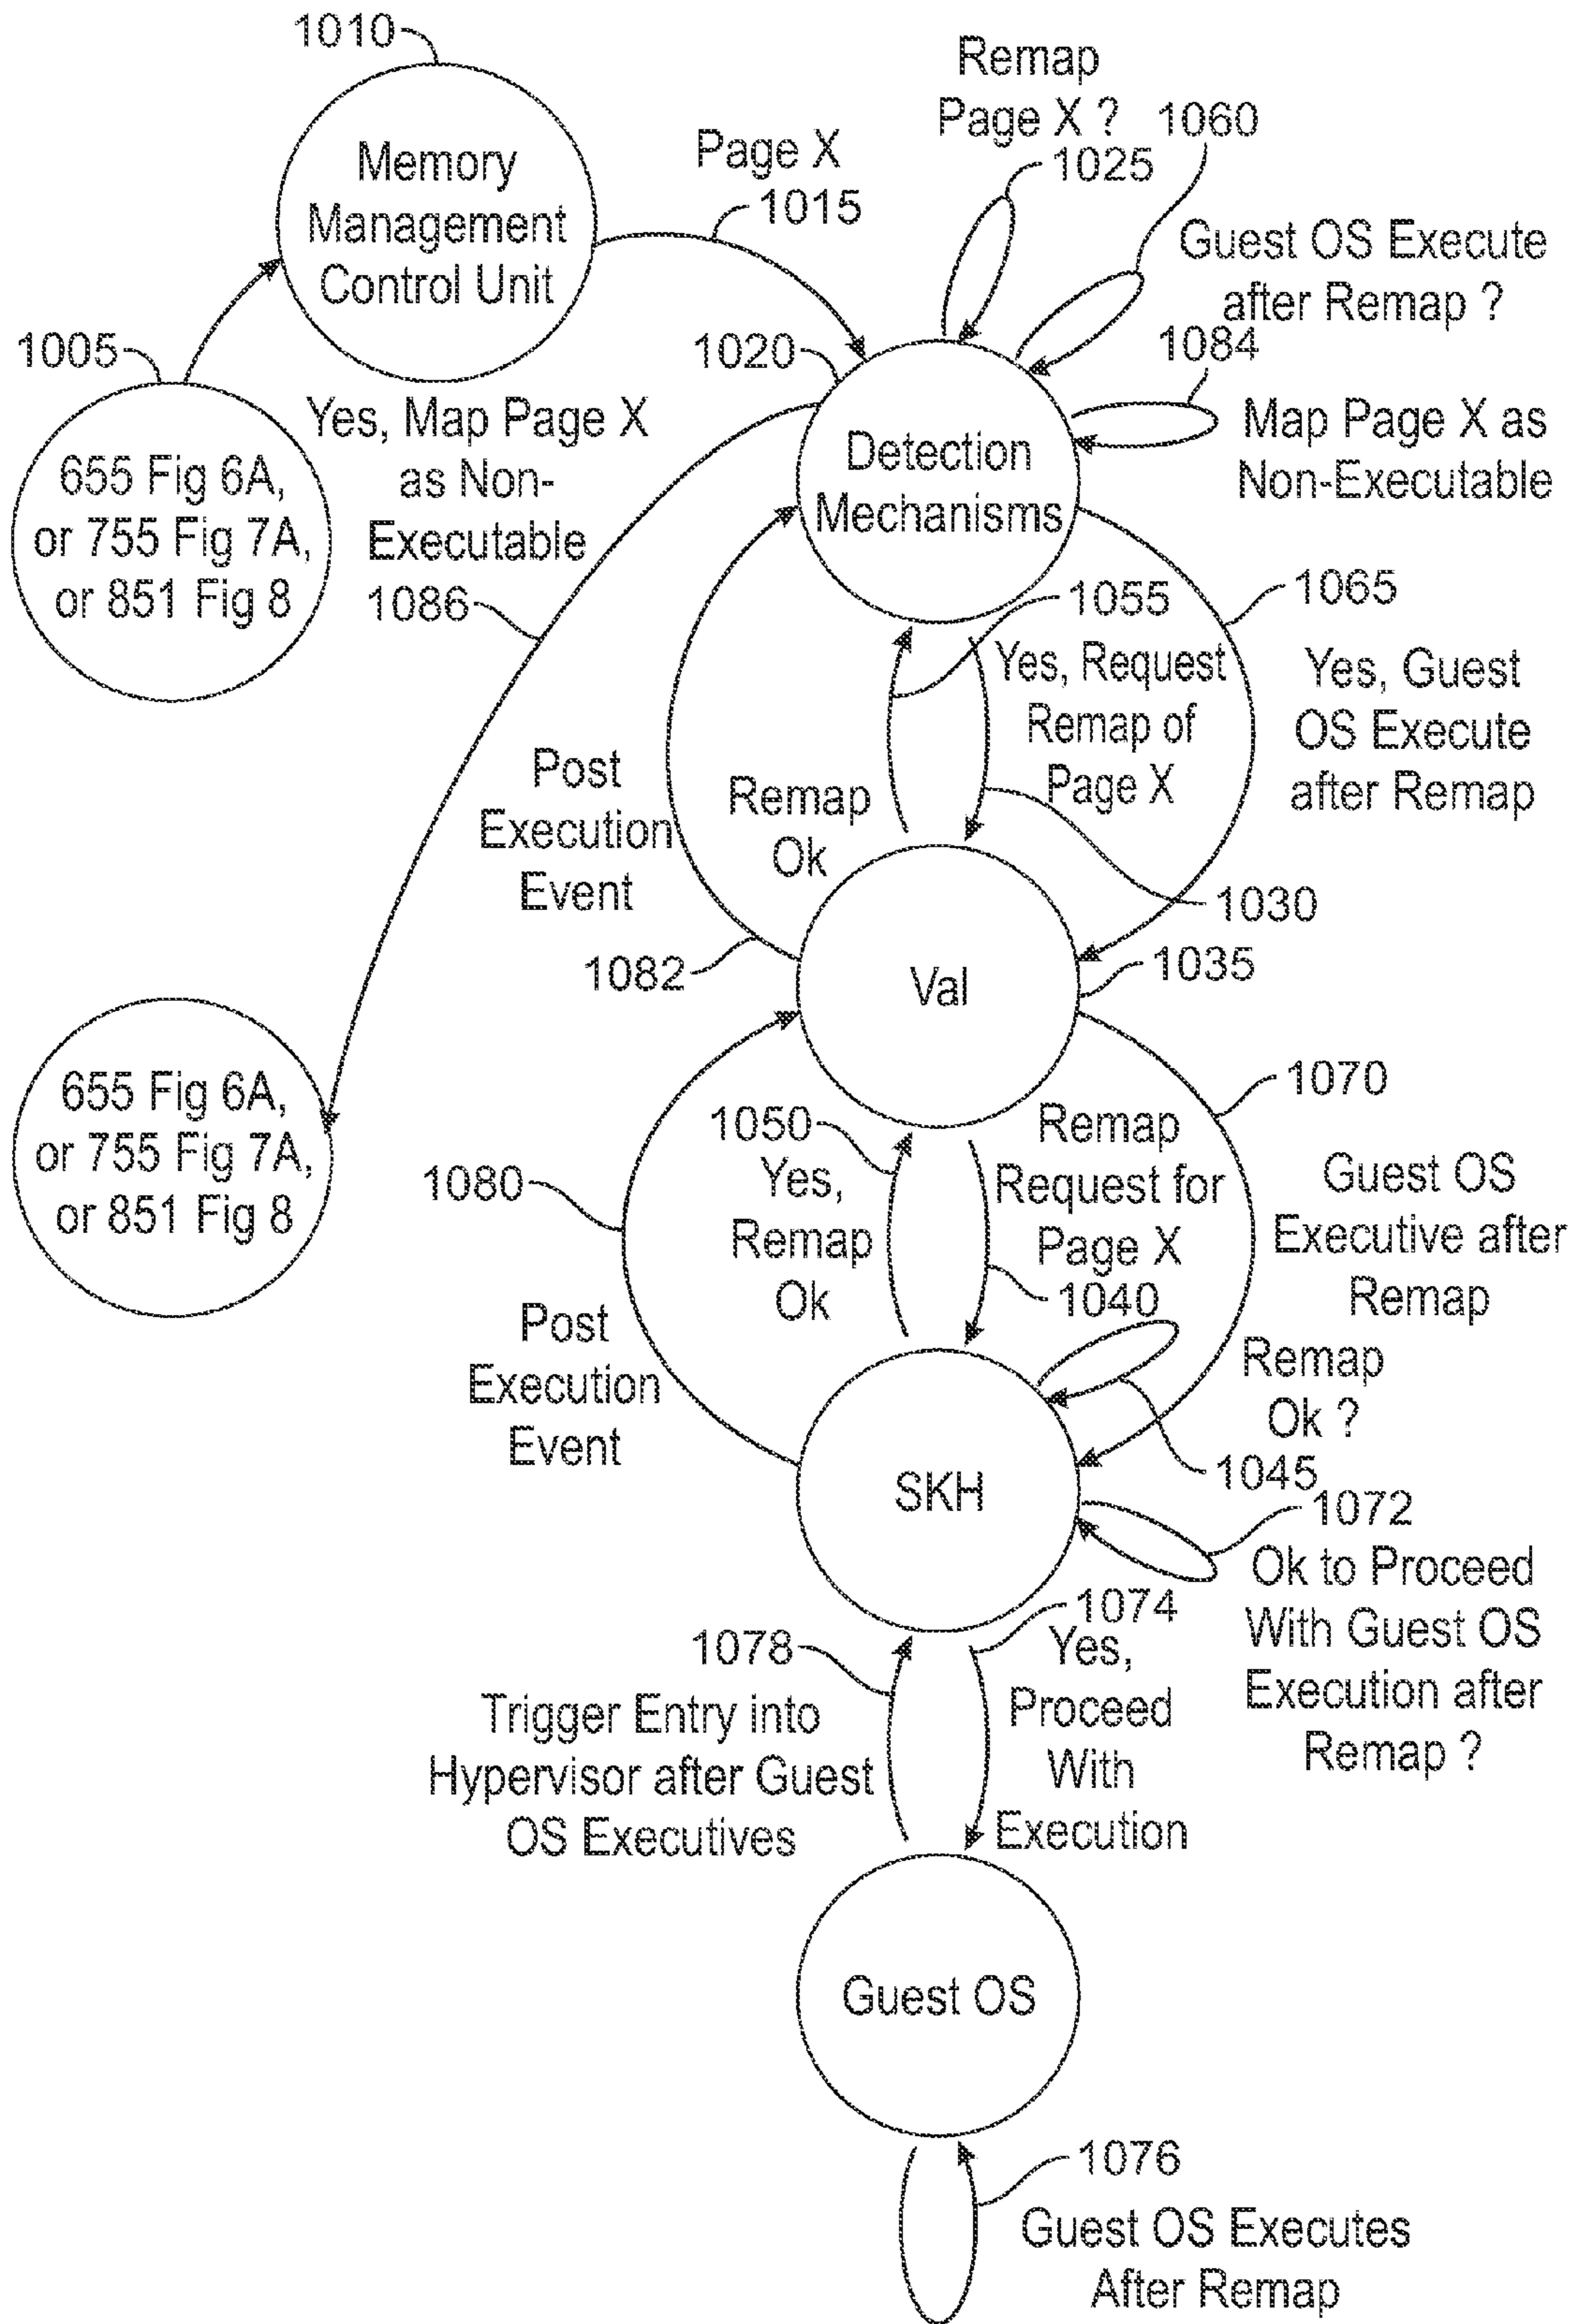 1010
Memory
Management
Control Unit
Page X
1015
Remap
Page X ?
1025
1060
Guest OS Execute
after Remap ?
1084
Map Page X as
Non-Executable
1005
655 Fig 6A,
or 755 Fig 7A,
or 851 Fig 8
Yes, Map Page X
as Non-
Executable
1086
1020
Detection
Mechanisms
1055
Yes, Request
Remap of
Page X
1030
1065
Yes, Guest
OS Execute
after Remap
Post
Execution
Event
1082
Remap
Ok
Val
1035
655 Fig 6A,
or 755 Fig 7A,
or 851 Fig 8
1080
Post
Execution
Event
1050
Yes,
Remap
Ok
Remap
Request for
Page X
1040
1070
Guest OS
Executive after
Remap
Remap
Ok ?
1045
SKH
1072
Ok to Proceed
With Guest OS
Execution after
Remap ?
1078
Trigger Entry into
Hypervisor after Guest
OS Executives
1074
Yes,
Proceed
With
Execution
Guest OS
1076
Guest OS Executes
After Remap